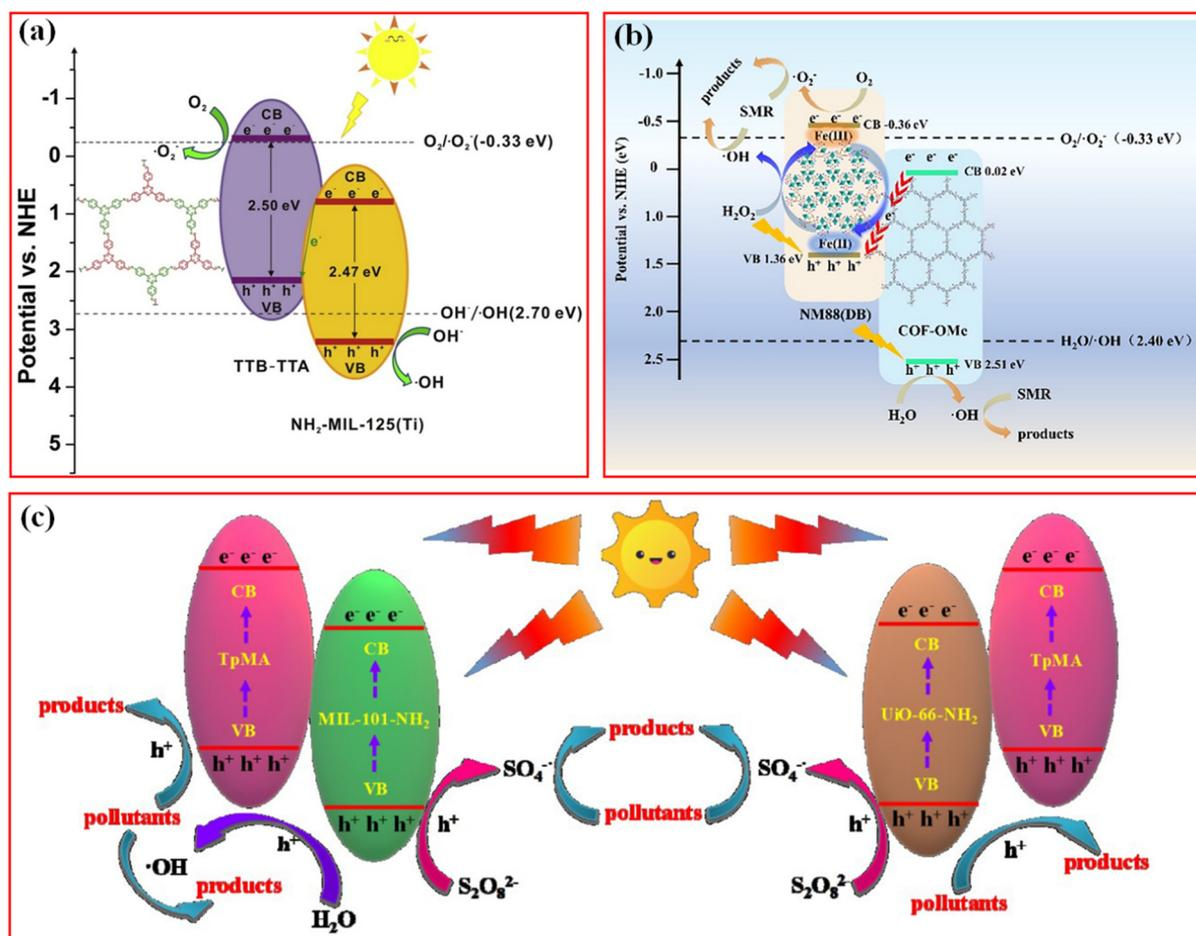 (a)
Potential vs. NHE
-1
0
1
2
3
4
5
O₂
·O₂⁻
CB
e⁻ e⁻ e⁻
O₂/·O₂⁻(-0.33 eV)
CB
e⁻ e⁻ e⁻
2.50 eV
e⁻
2.47 eV
h⁺ h⁺ h⁺
VB
OH⁻/·OH(2.70 eV)
TTB-TTA
h⁺ h⁺ h⁺
VB
OH⁻
·OH
NH₂-MIL-125(Ti)
(b)
Potential vs. NHE (eV)
-1.0
-0.5
0
0.5
1.0
1.5
2.0
2.5
products
·O₂⁻
O₂
SMR
e⁻ e⁻ e⁻
CB -0.36 eV
Fe(III)
O₂/·O₂⁻ (-0.33 eV)
·OH
e⁻ e⁻ e⁻
CB 0.02 eV
H₂O₂
e⁻
Fe(II)
VB 1.36 eV
h⁺ h⁺ h⁺
NM88(DB)
COF-OMc
H₂O/·OH (2.40 eV)
VB 2.51 eV
h⁺ h⁺ h⁺
H₂O
·OH
SMR
products
(c)
e⁻ e⁻ e⁻
CB
TpMA
VB
h⁺ h⁺ h⁺
e⁻ e⁻ e⁻
CB
MIL-101-NH₂
VB
h⁺ h⁺ h⁺
products
h⁺
pollutants
·OH
products
h⁺
H₂O
h⁺
SO₄⁻·
S₂O₈²⁻
products
pollutants
SO₄⁻·
h⁺
S₂O₈²⁻
e⁻ e⁻ e⁻
CB
UiO-66-NH₂
VB
h⁺ h⁺ h⁺
e⁻ e⁻ e⁻
CB
TpMA
VB
h⁺ h⁺ h⁺
h⁺
products
pollutants